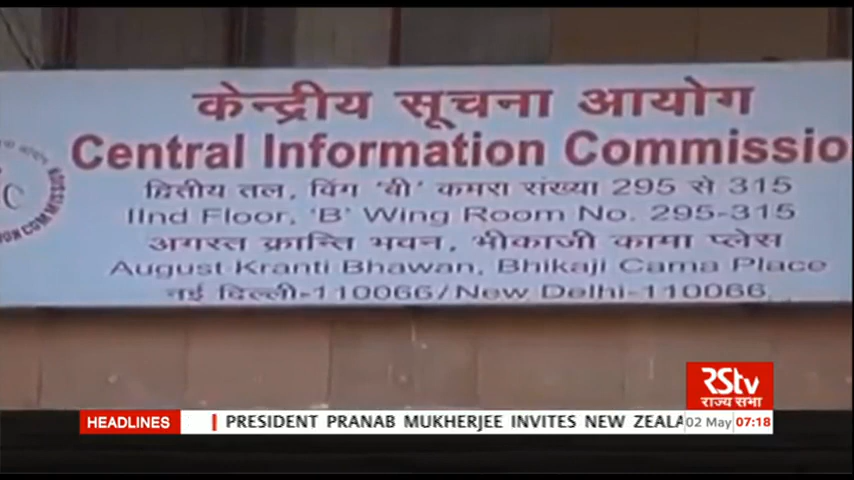 केन्द्रीय सूचना आयोग
Central Information Commissio
द्वितीय तल, विंग 'बी' कमरा संख्या 295 से 315
IInd Floor, 'B' Wing Room No. 295-315
अगस्त क्रान्ति भवन, भीकाजी कामा प्लेस
August Kranti Bhawan, Bhikaji Cama Place
नई दिल्ली-110066/New Delhi-110066
RStv
राज्य सभा
HEADLINES PRESIDENT PRANAB MUKHERJEE INVITES NEW ZEALA 02 May 07:18